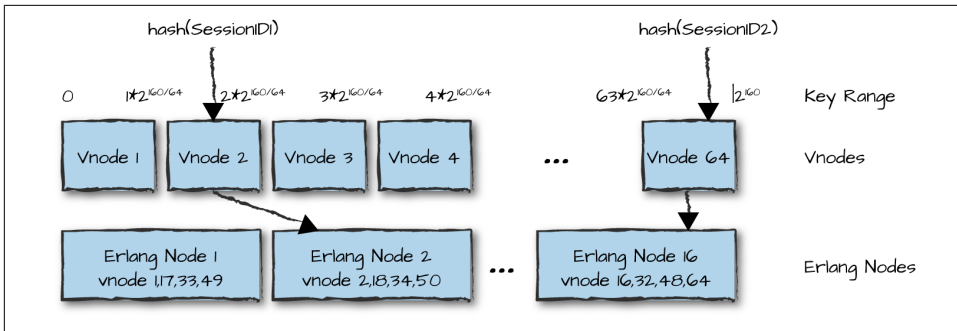 hash(SessionID1) hash(SessionID2)
0 1*2^160/64 2*2^160/64 3*2^160/64 4*2^160/64 63*2^160/64 |2^160 Key Range
Vnode 1 Vnode 2 Vnode 3 Vnode 4 ... Vnode 64 Vnodes
Erlang Node 1 Erlang Node 2 ... Erlang Node 16 Erlang Nodes
vnode 1,17,33,49 vnode 2,18,34,50 vnode 16,32,48,64